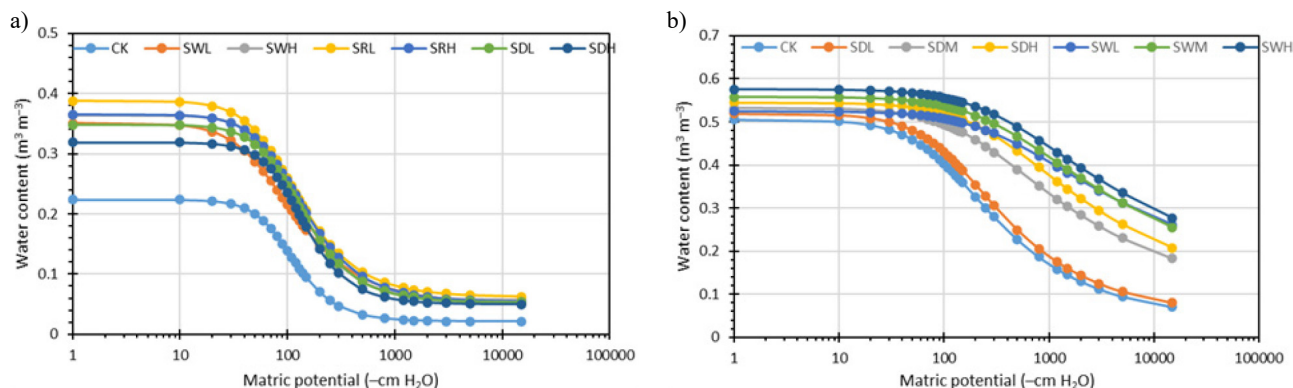 a)
0.5
CK SWL SWH SRL SRH SDL SDH
0.4
0.3
0.2
0.1
0
Water content (m³ m⁻³)
1 10 100 1000 10000 100000
Matric potential (–cm H₂O)
b)
0.7
CK SDL SDM SDH SWL SWM SWH
0.6
0.5
0.4
0.3
0.2
0.1
0.0
Water content (m³ m⁻³)
1 10 100 1000 10000 100000
Matric potential (–cm H₂O)